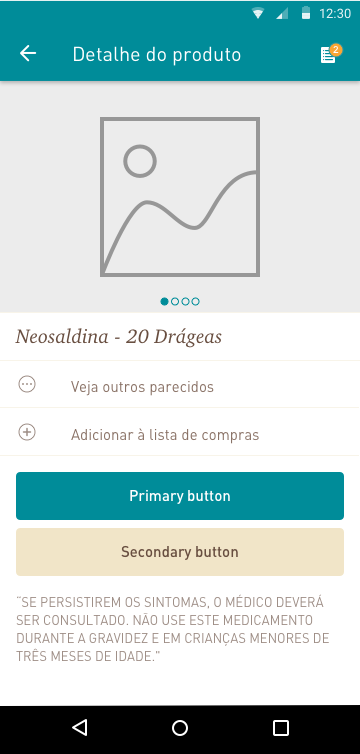 12:30
Detalhe do produto
2
Neosaldina - 20 Drágeas
Veja outros parecidos
Adicionar à lista de compras
Primary button
Secondary button
"SE PERSISTIREM OS SINTOMAS, O MÉDICO DEVERÁ
SER CONSULTADO. NÃO USE ESTE MEDICAMENTO
DURANTE A GRAVIDEZ E EM CRIANÇAS MENORES DE
TRÊS MESES DE IDADE."